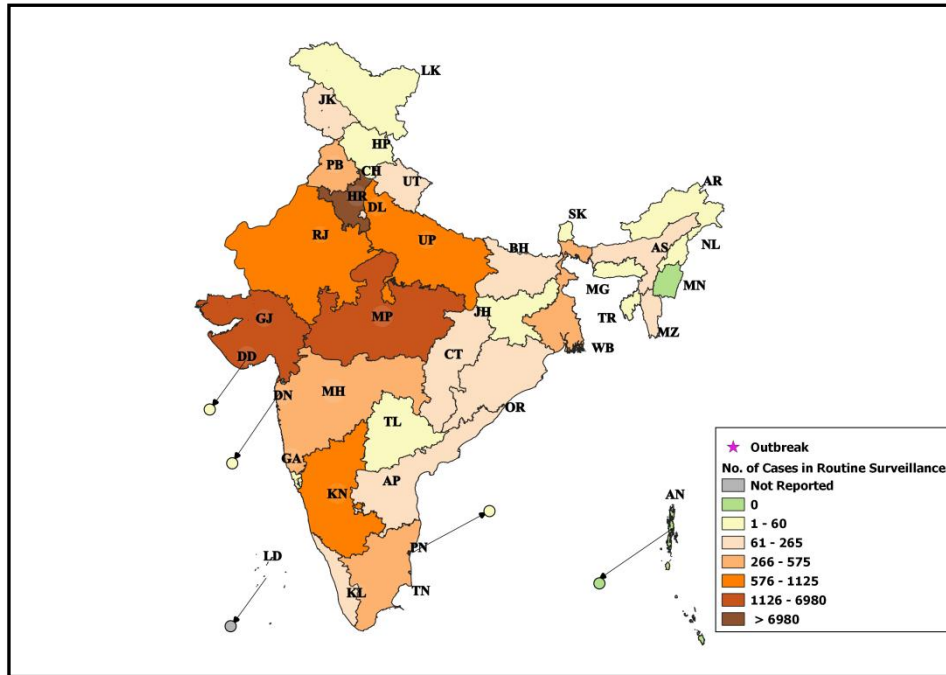 LK
JK
HP
PB
CH
UT
HR
DL
AR
SK
RJ
UP
BH
AS
NL
MG
MN
GJ
MP
JH
TR
MZ
DD
CT
WB
DN
MH
OR
TL
GA
AP
KN
AN
PN
LD
KL
TN
Outbreak
No. of Cases in Routine Surveillance
Not Reported
0
1 - 60
61 - 265
266 - 575
576 - 1125
1126 - 6980
> 6980